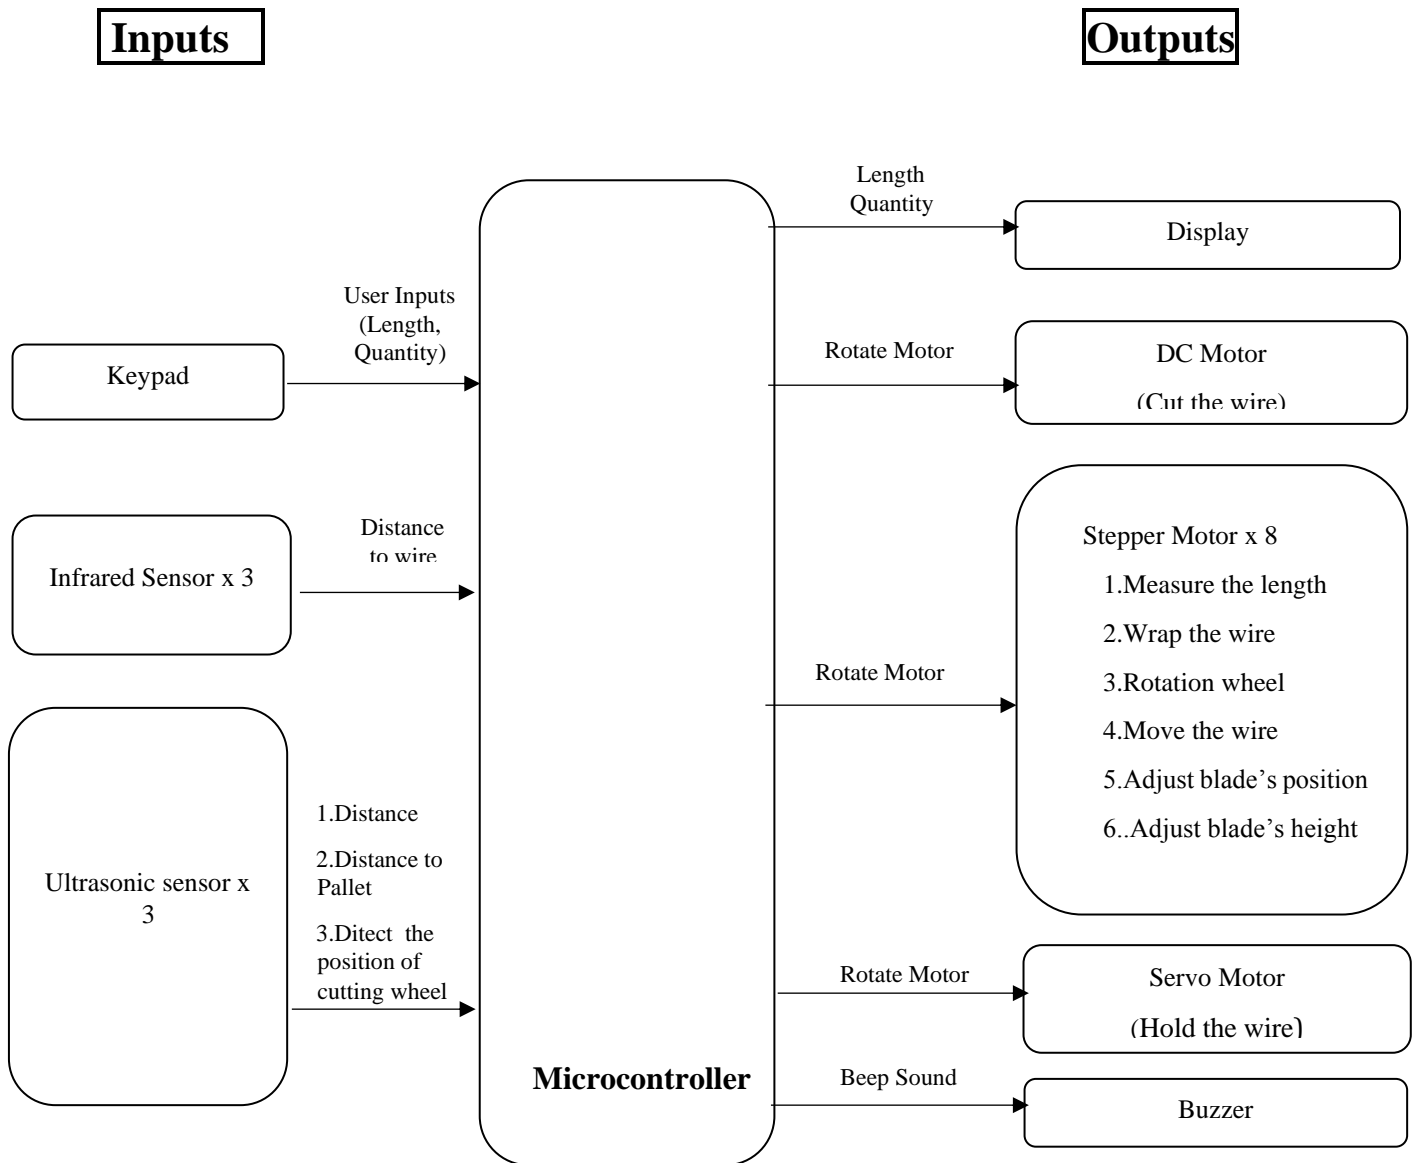 Inputs
Outputs
Length
Quantity
Display
User Inputs
(Length,
Quantity)
Keypad
Rotate Motor
DC Motor
(Cut the wire)
Distance
to wire
Infrared Sensor x 3
Stepper Motor x 8
1.Measure the length
2.Wrap the wire
3.Rotation wheel
4.Move the wire
5.Adjust blade’s position
6..Adjust blade’s height
Rotate Motor
1.Distance
2.Distance to
Pallet
3.Ditect the
position of
cutting wheel
Ultrasonic sensor x
3
Rotate Motor
Servo Motor
(Hold the wire)
Microcontroller
Beep Sound
Buzzer